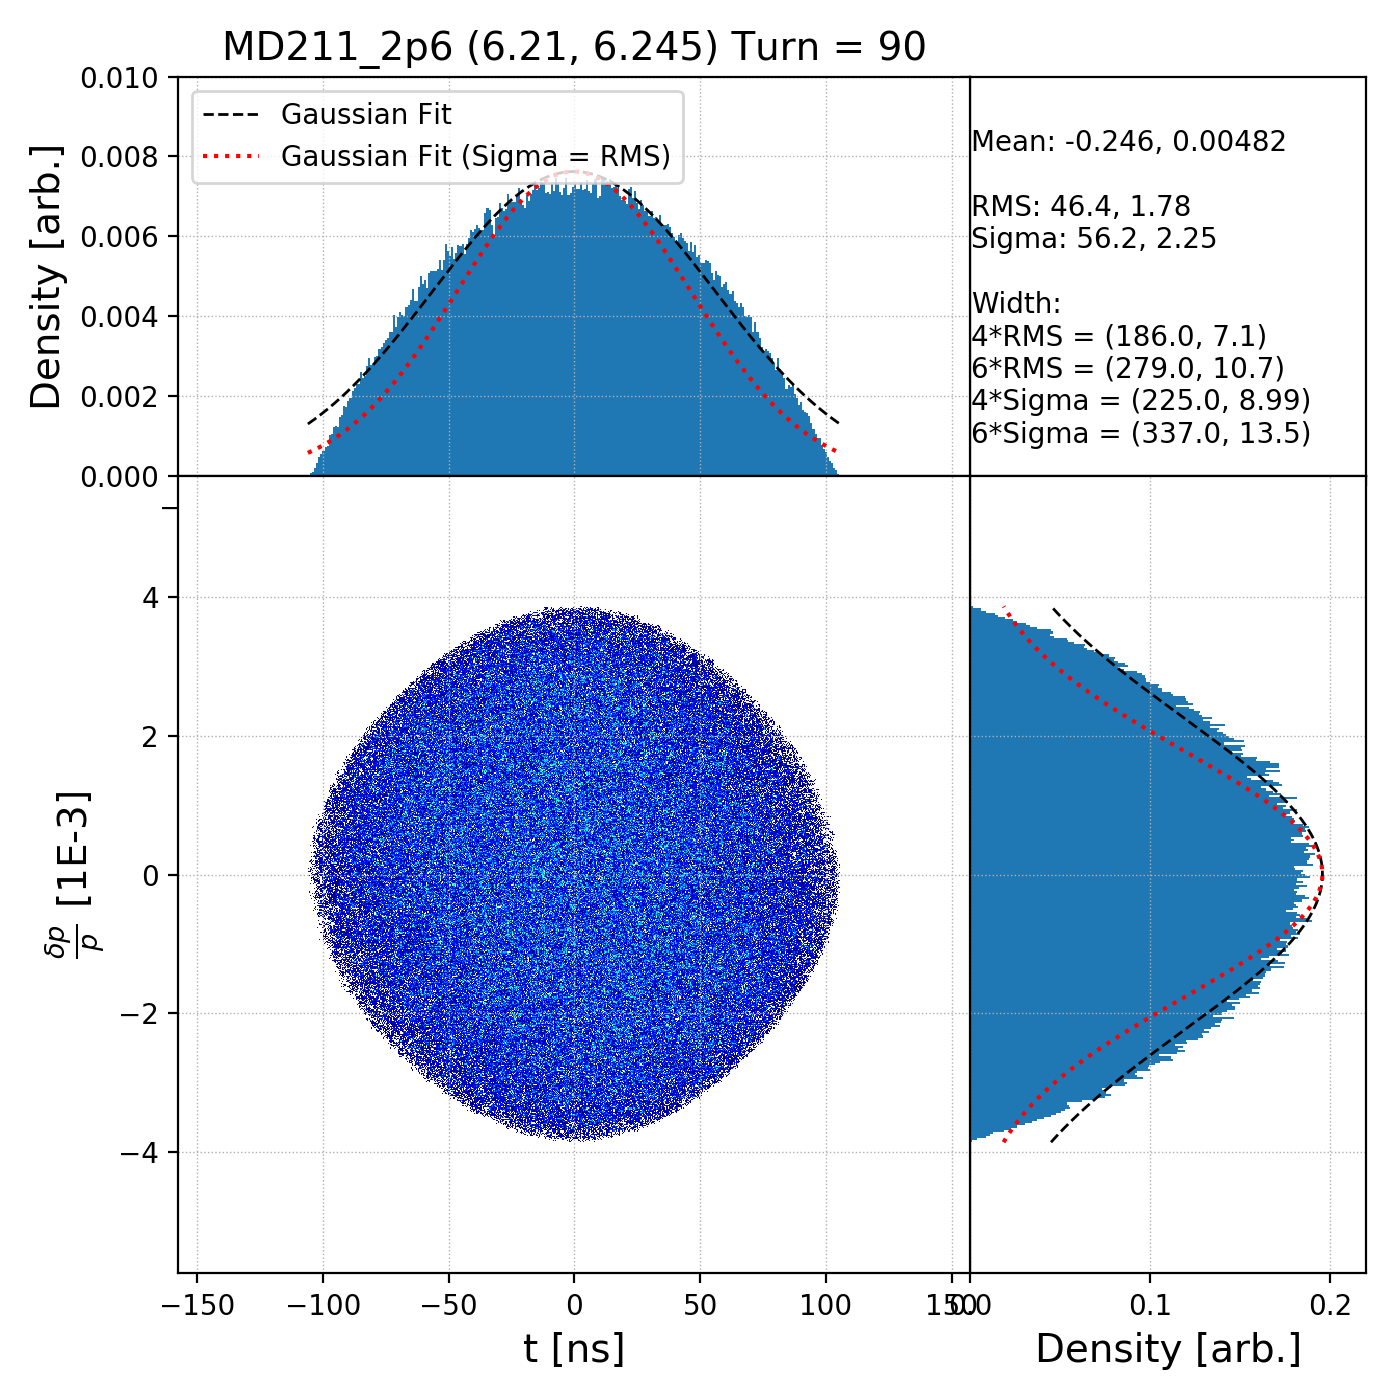 MD211_2p6 (6.21, 6.245) Turn = 90
0.010
0.008
0.006
0.004
0.002
0.000
Density [arb.]
Gaussian Fit
Gaussian Fit (Sigma = RMS)
Mean: -0.246, 0.00482
RMS: 46.4, 1.78
Sigma: 56.2, 2.25
Width:
4*RMS = (186.0, 7.1)
6*RMS = (279.0, 10.7)
4*Sigma = (225.0, 8.99)
6*Sigma = (337.0, 13.5)
4
2
0
−2
−4
δp/p [1E-3]
−150 −100 −50 0 50 100 150
t [ns]
0.0 0.1 0.2
Density [arb.]